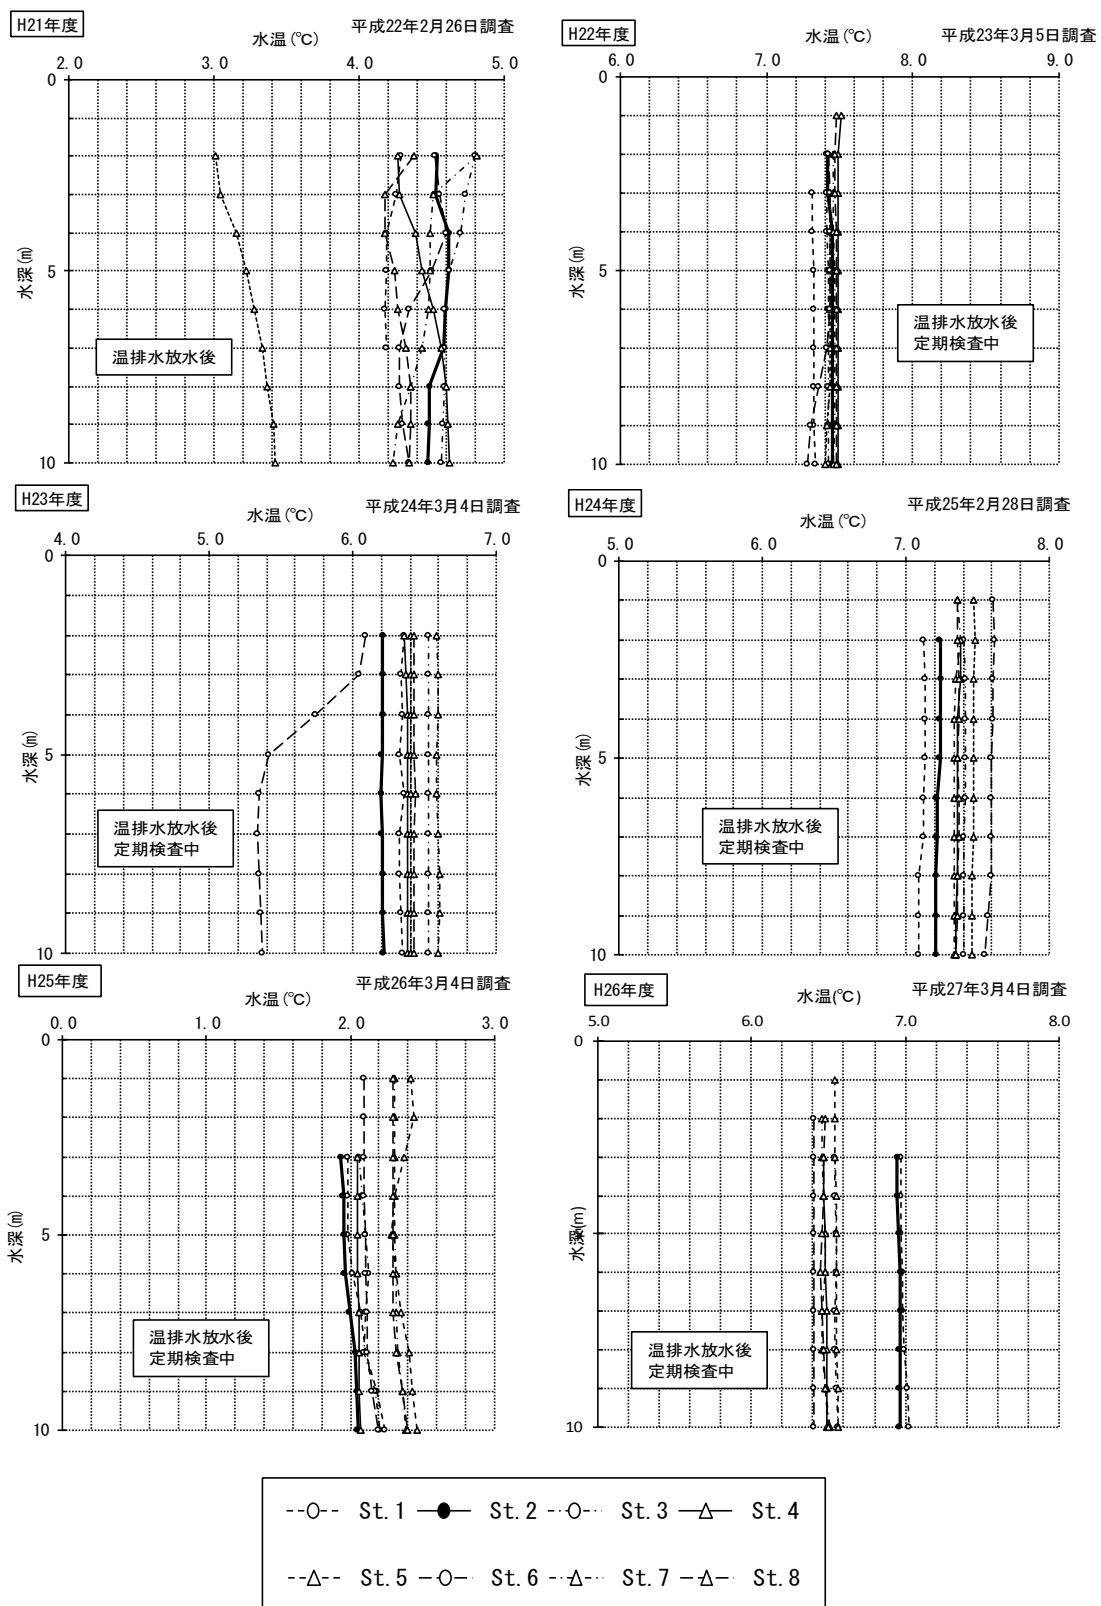 H21年度
平成22年2月26日調査
水温(℃)
2.0 3.0 4.0 5.0
0
5
10
水深(m)
温排水放水後
H22年度
平成23年3月5日調査
水温(℃)
6.0 7.0 8.0 9.0
0
5
10
水深(m)
温排水放水後
定期検査中
H23年度
平成24年3月4日調査
水温(℃)
4.0 5.0 6.0 7.0
0
5
10
水深(m)
温排水放水後
定期検査中
H24年度
平成25年2月28日調査
水温(℃)
5.0 6.0 7.0 8.0
0
5
10
水深(m)
温排水放水後
定期検査中
H25年度
平成26年3月4日調査
水温(℃)
0.0 1.0 2.0 3.0
0
5
10
水深(m)
温排水放水後
定期検査中
H26年度
平成27年3月4日調査
水温(℃)
5.0 6.0 7.0 8.0
0
5
10
水深(m)
温排水放水後
定期検査中
St.1 St.2 St.3 St.4
St.5 St.6 St.7 St.8